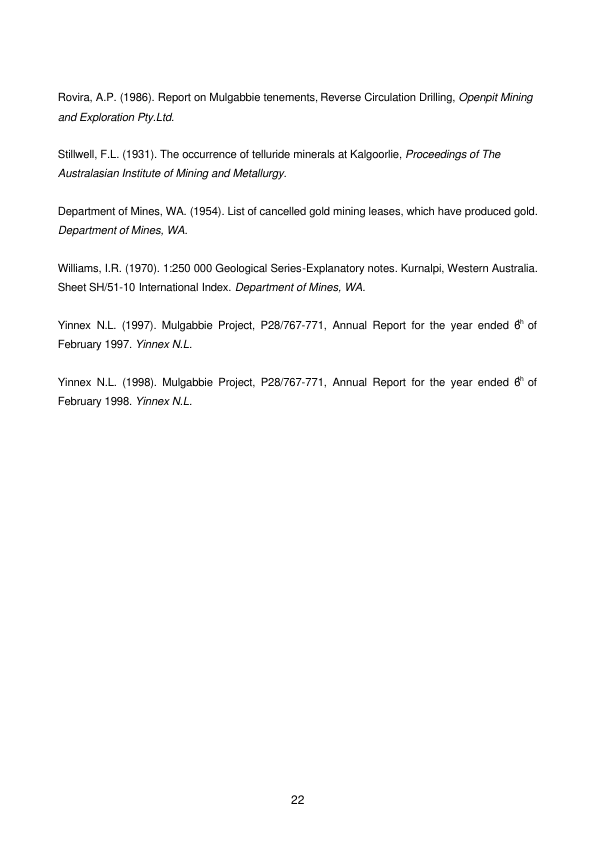 Rovira, A.P. (1986). Report on Mulgabbie tenements, Reverse Circulation Drilling, Openpit Mining
and Exploration Pty.Ltd.
Stillwell, F.L. (1931). The occurrence of telluride minerals at Kalgoorlie, Proceedings of The
Australasian Institute of Mining and Metallurgy.
Department of Mines, WA. (1954). List of cancelled gold mining leases, which have produced gold.
Department of Mines, WA.
Williams, I.R. (1970). 1:250 000 Geological Series-Explanatory notes. Kurnalpi, Western Australia.
Sheet SH/51-10 International Index. Department of Mines, WA.
Yinnex N.L. (1997). Mulgabbie Project, P28/767-771, Annual Report for the year ended 6th of
February 1997. Yinnex N.L.
Yinnex N.L. (1998). Mulgabbie Project, P28/767-771, Annual Report for the year ended 6th of
February 1998. Yinnex N.L.
22